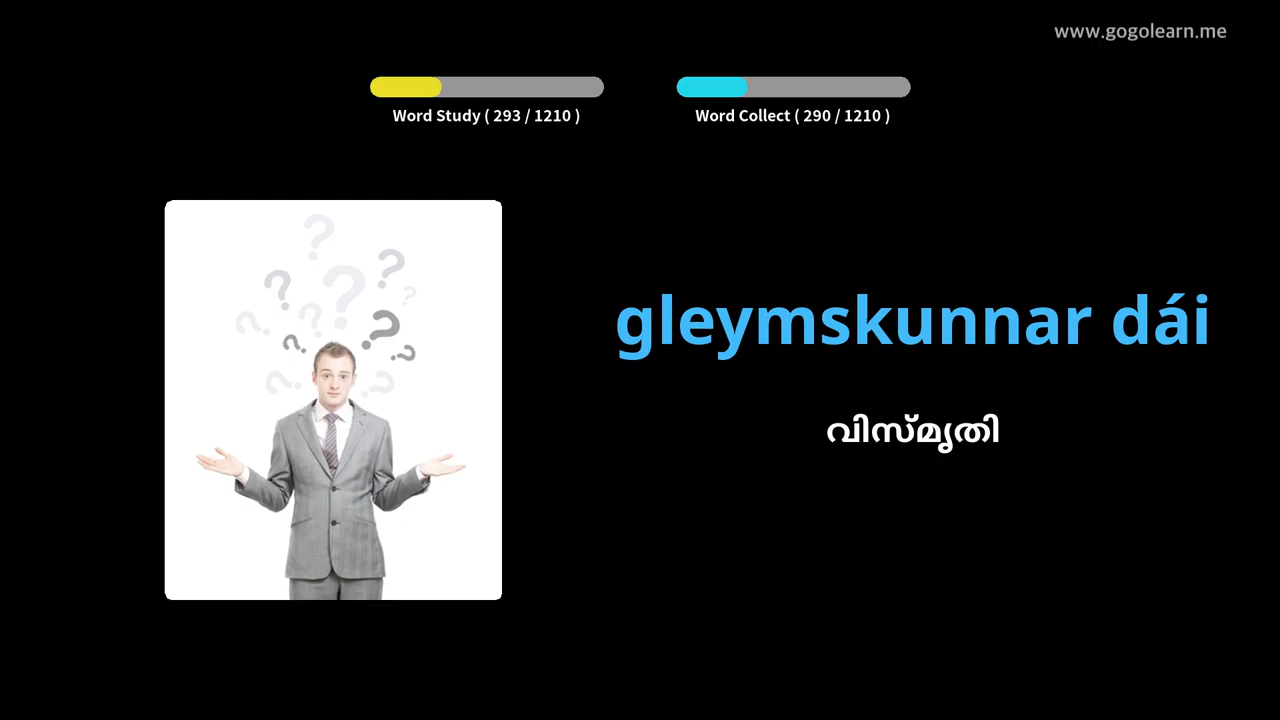 www.gogolearn.me
Word Study ( 293 / 1210 )
Word Collect ( 290 / 1210 )
gleymskunnar dái
വിസ്മൃതി